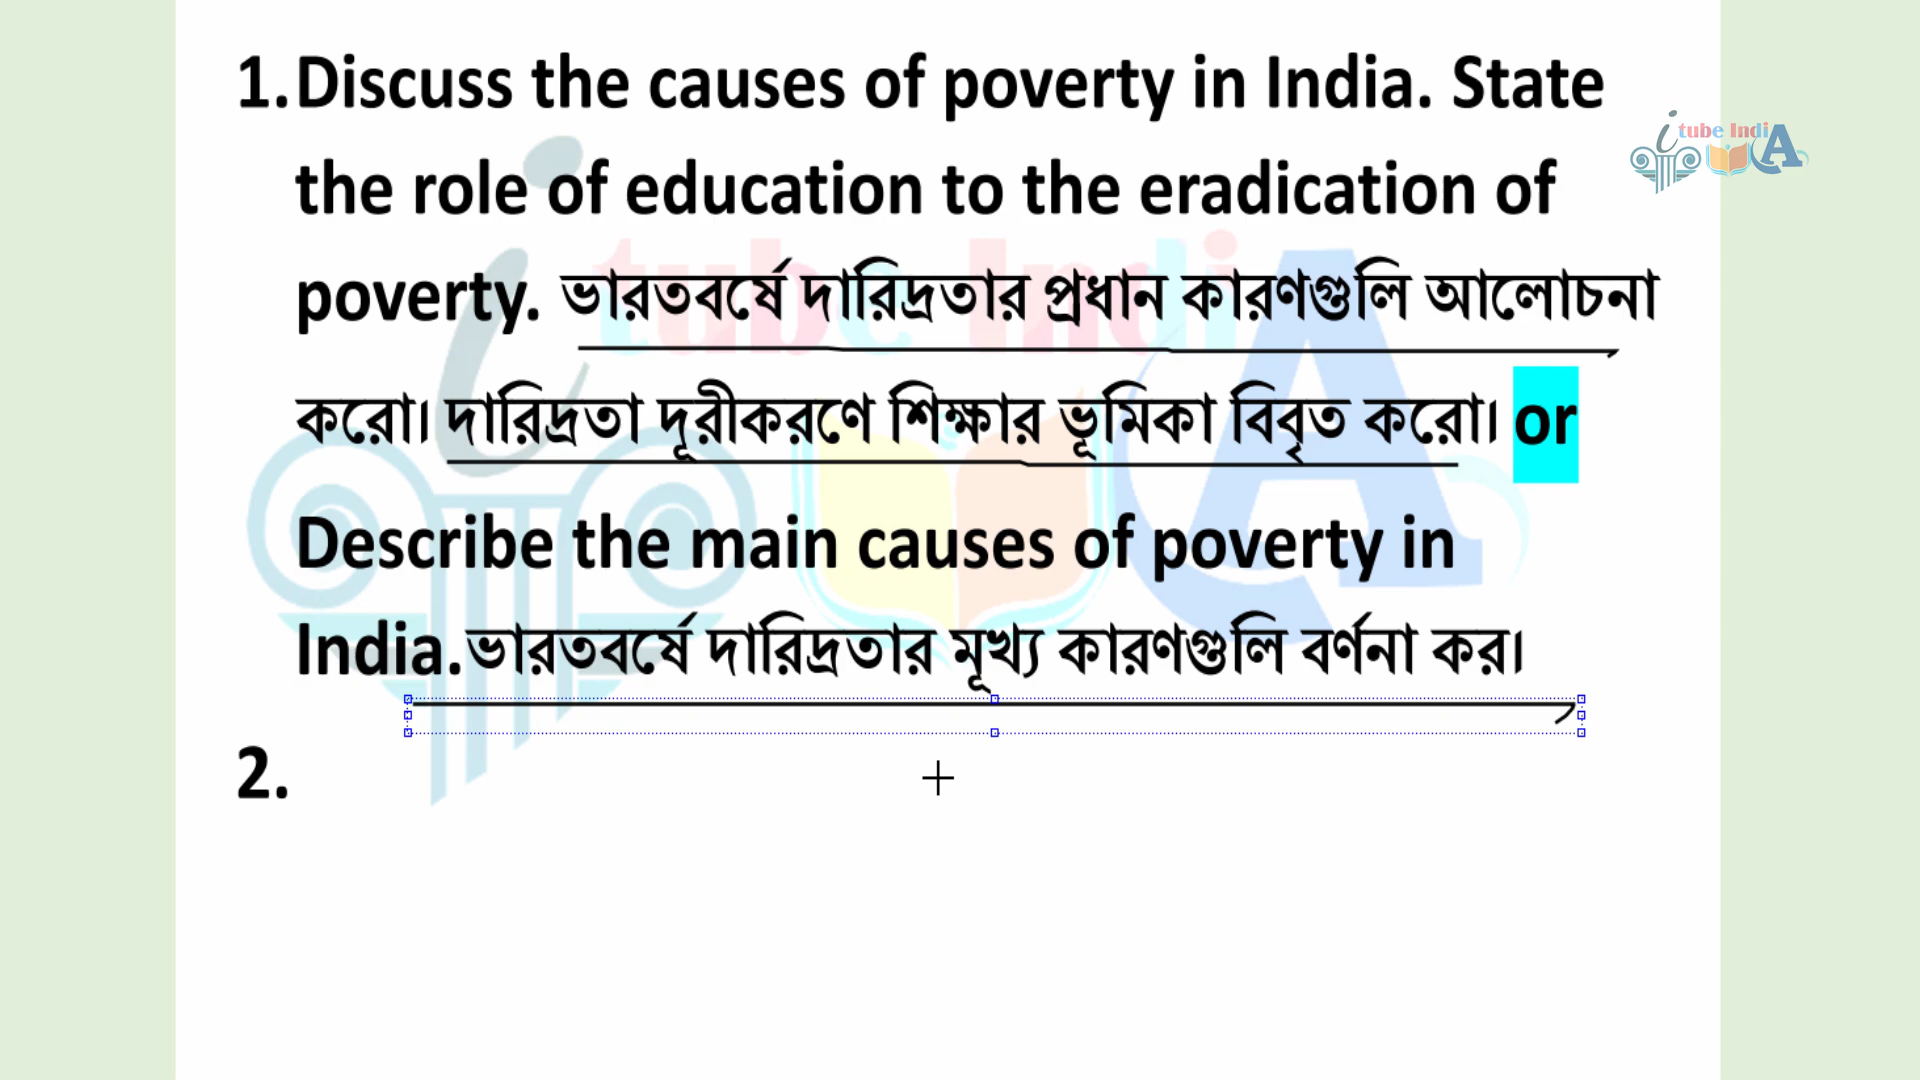 1. Discuss the causes of poverty in India. State
the role of education to the eradication of
poverty. ভারতবর্ষে দারিদ্রতার প্রধান কারণগুলি আলোচনা
করো। দারিদ্রতা দূরীকরণে শিক্ষার ভূমিকা বিবৃত করো। or
Describe the main causes of poverty in
India.ভারতবর্ষে দারিদ্রতার মূখ্য কারণগুলি বর্ণনা কর।
2.
i tube IndiA
i tube IndiA